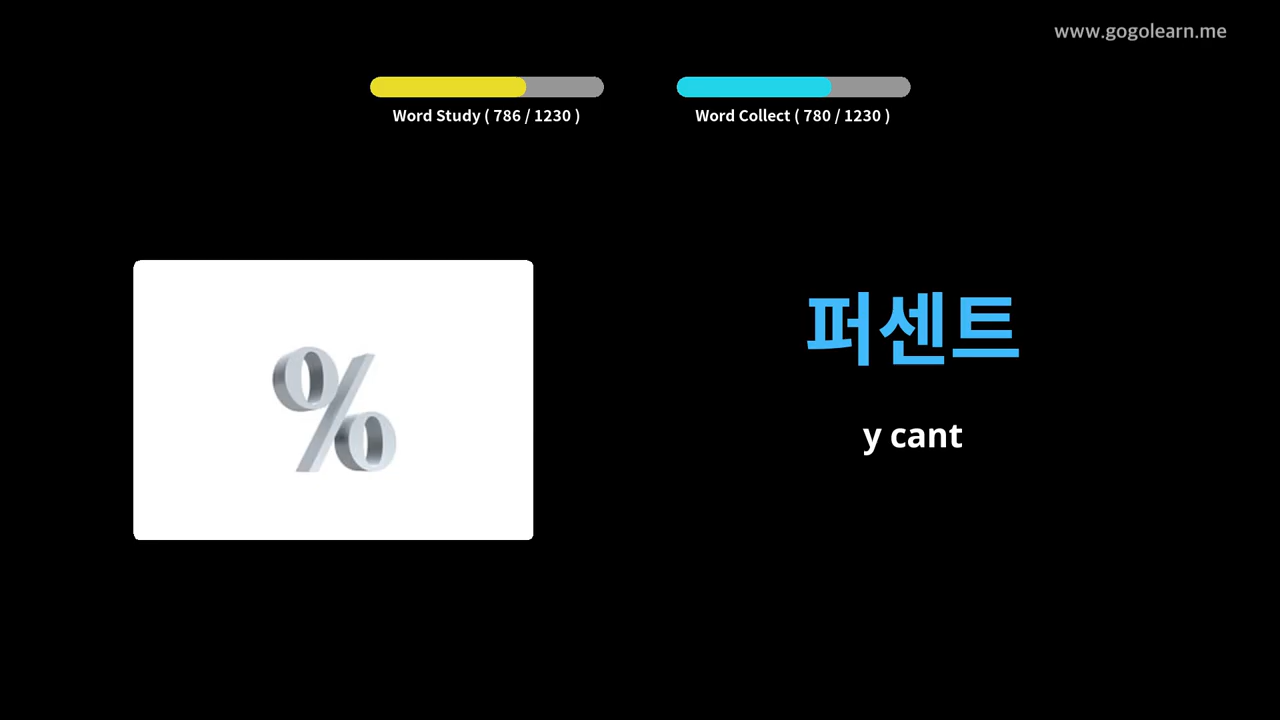 www.gogolearn.me
Word Study ( 786 / 1230 )
Word Collect ( 780 / 1230 )
%
퍼센트
y cant